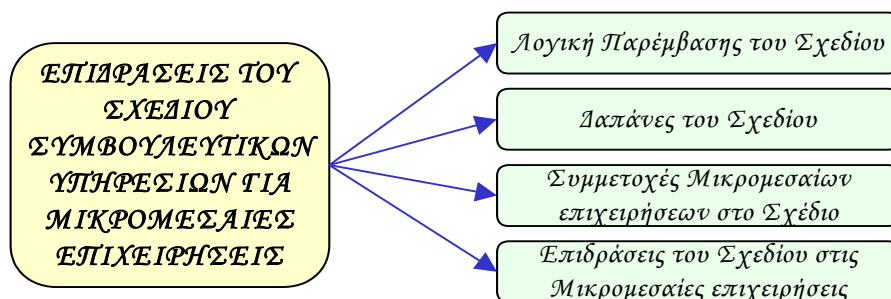 ΕΠΙΔΡΑΣΕΙΣ ΤΟΥ
ΣΧΕΔΙΟΥ
ΣΥΜΒΟΥΛΕΥΤΙΚΩΝ
ΥΠΗΡΕΣΙΩΝ ΓΙΑ
ΜΙΚΡΟΜΕΣΑΙΕΣ
ΕΠΙΧΕΙΡΗΣΕΙΣ
Λογική Παρέμβασης του Σχεδίου
Δαπάνες του Σχεδίου
Συμμετοχές Μικρομεσαίων
επιχειρήσεων στο Σχέδιο
Επιδράσεις του Σχεδίου στις
Μικρομεσαίες επιχειρήσεις